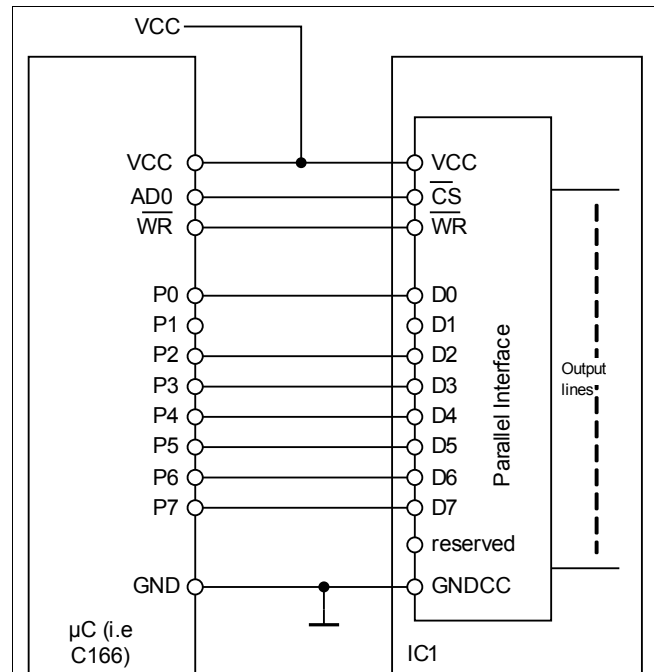 VCC
VCC
AD0
WR
P0
P1
P2
P3
P4
P5
P6
P7
GND
µC (i.e
C166)
VCC
CS
WR
D0
D1
D2
D3
D4
D5
D6
D7
reserved
GNDCC
Parallel Interface
Output
lines
IC1